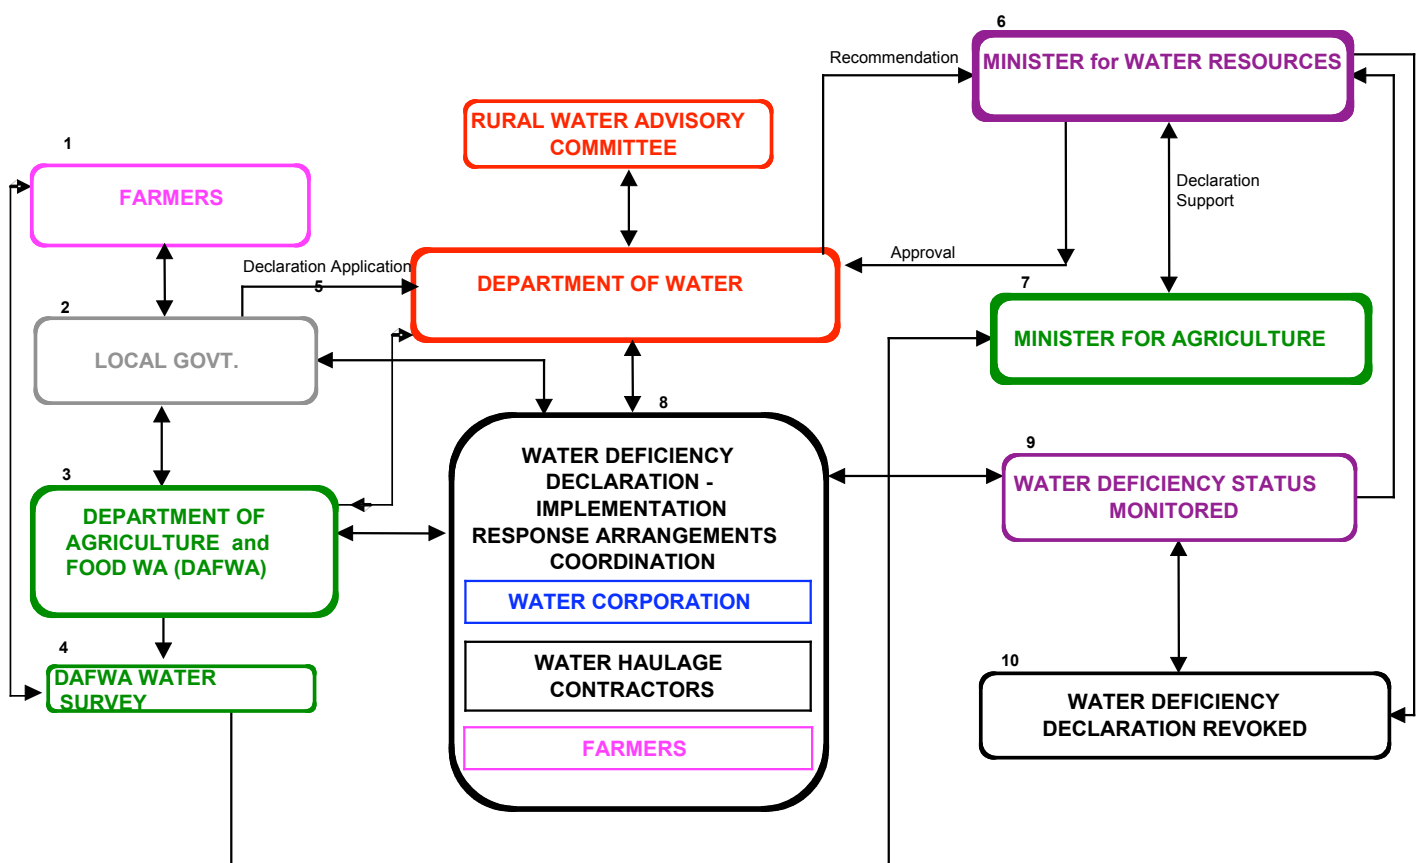 1
FARMERS
Declaration Application
5
2
LOCAL GOVT.
3
DEPARTMENT OF
AGRICULTURE and
FOOD WA (DAFWA)
4
DAFWA WATER
SURVEY
RURAL WATER ADVISORY
COMMITTEE
DEPARTMENT OF WATER
8
WATER DEFICIENCY
DECLARATION -
IMPLEMENTATION
RESPONSE ARRANGEMENTS
COORDINATION
WATER CORPORATION
WATER HAULAGE
CONTRACTORS
FARMERS
Recommendation
6
MINISTER for WATER RESOURCES
Approval
Declaration
Support
7
MINISTER FOR AGRICULTURE
9
WATER DEFICIENCY STATUS
MONITORED
10
WATER DEFICIENCY
DECLARATION REVOKED